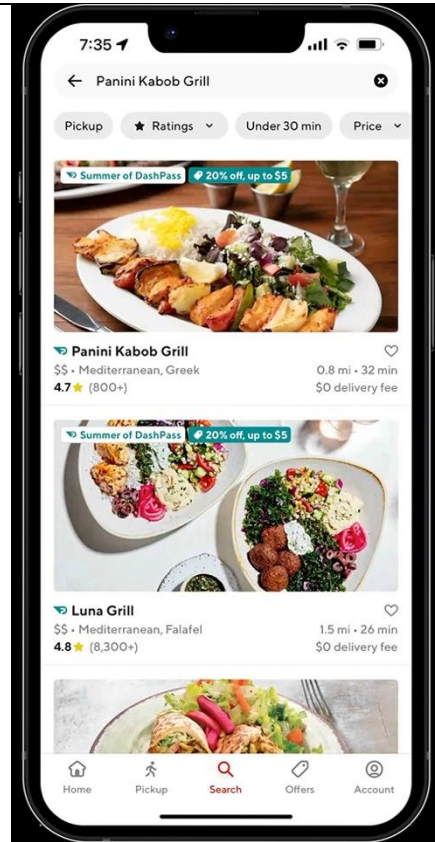 7:35
Panini Kabob Grill
Pickup
★ Ratings
Under 30 min
Price
Summer of DashPass
20% off, up to $5
Panini Kabob Grill
$$ • Mediterranean, Greek
0.8 mi • 32 min
4.7★ (800+)
$0 delivery fee
Summer of DashPass
20% off, up to $5
Luna Grill
$$ • Mediterranean, Falafel
1.5 mi • 26 min
4.8★ (8,300+)
$0 delivery fee
Home
Pickup
Search
Offers
Account